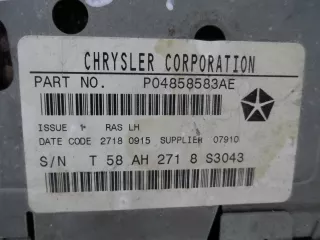 CHRYSLER CORPORATION
PART NO. P04858583AE
ISSUE 1 RAS LH
DATE CODE 2718 0915 SUPPLIER 07910
S/N T 58 AH 271 8 S3043